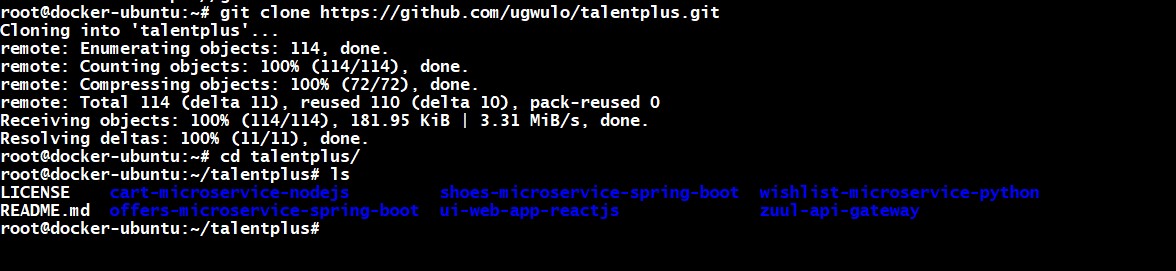 root@docker-ubuntu:~# git clone https://github.com/ugwulo/talentplus.git
Cloning into 'talentplus'...
remote: Enumerating objects: 114, done.
remote: Counting objects: 100% (114/114), done.
remote: Compressing objects: 100% (72/72), done.
remote: Total 114 (delta 11), reused 110 (delta 10), pack-reused 0
Receiving objects: 100% (114/114), 181.95 KiB | 3.31 MiB/s, done.
Resolving deltas: 100% (11/11), done.
root@docker-ubuntu:~# cd talentplus/
root@docker-ubuntu:~/talentplus# ls
LICENSE    cart-microservice-nodejs         shoes-microservice-spring-boot  wishlist-microservice-python
README.md  offers-microservice-spring-boot  ui-web-app-reactjs              zuul-api-gateway
root@docker-ubuntu:~/talentplus#